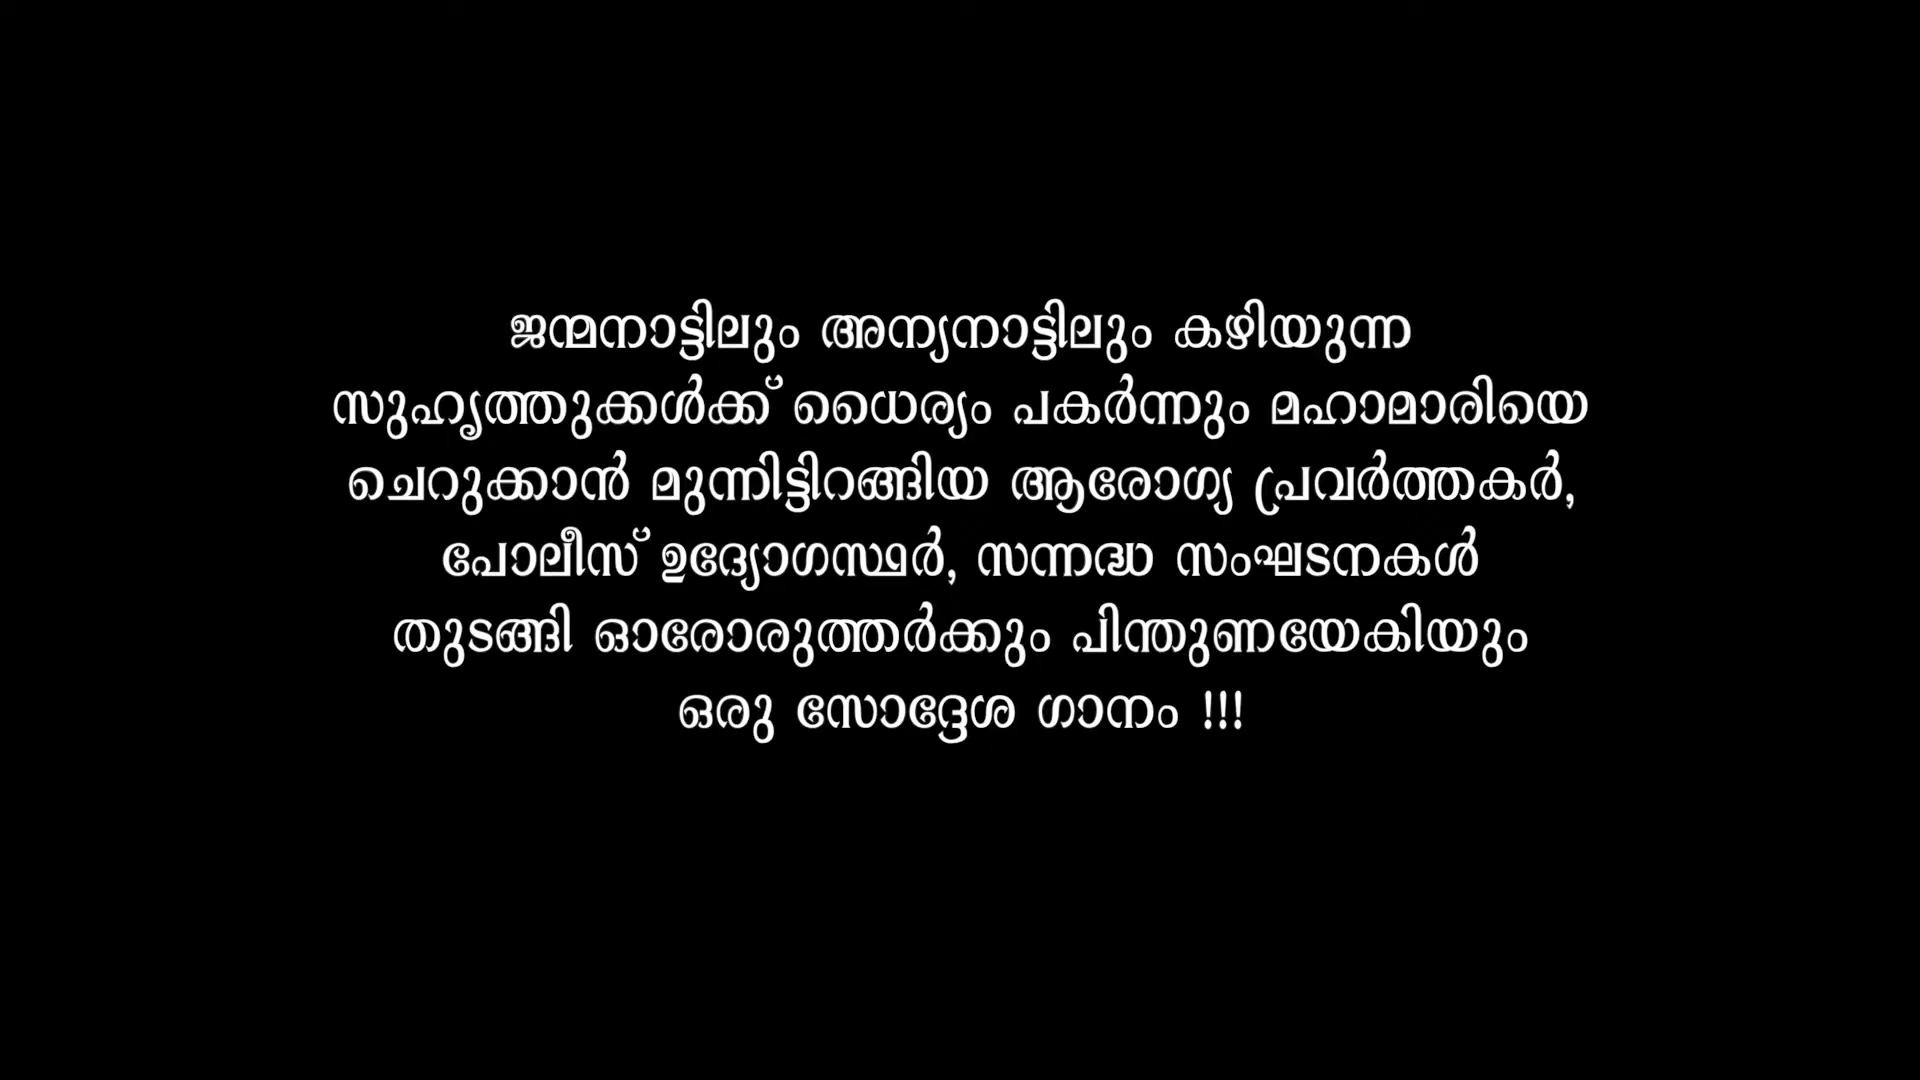 ജന്മനാട്ടിലും അന്യനാട്ടിലും കഴിയുന്ന
സുഹൃത്തുക്കൾക്ക് ധൈര്യം പകർന്നും മഹാമാരിയെ
ചെറുക്കാൻ മുന്നിട്ടിറങ്ങിയ ആരോഗ്യ പ്രവർത്തകർ,
പോലീസ് ഉദ്യോഗസ്ഥർ, സന്നദ്ധ സംഘടനകൾ
തുടങ്ങി ഓരോരുത്തർക്കും പിന്തുണയേകിയും
ഒരു സോദ്ദേശ ഗാനം !!!